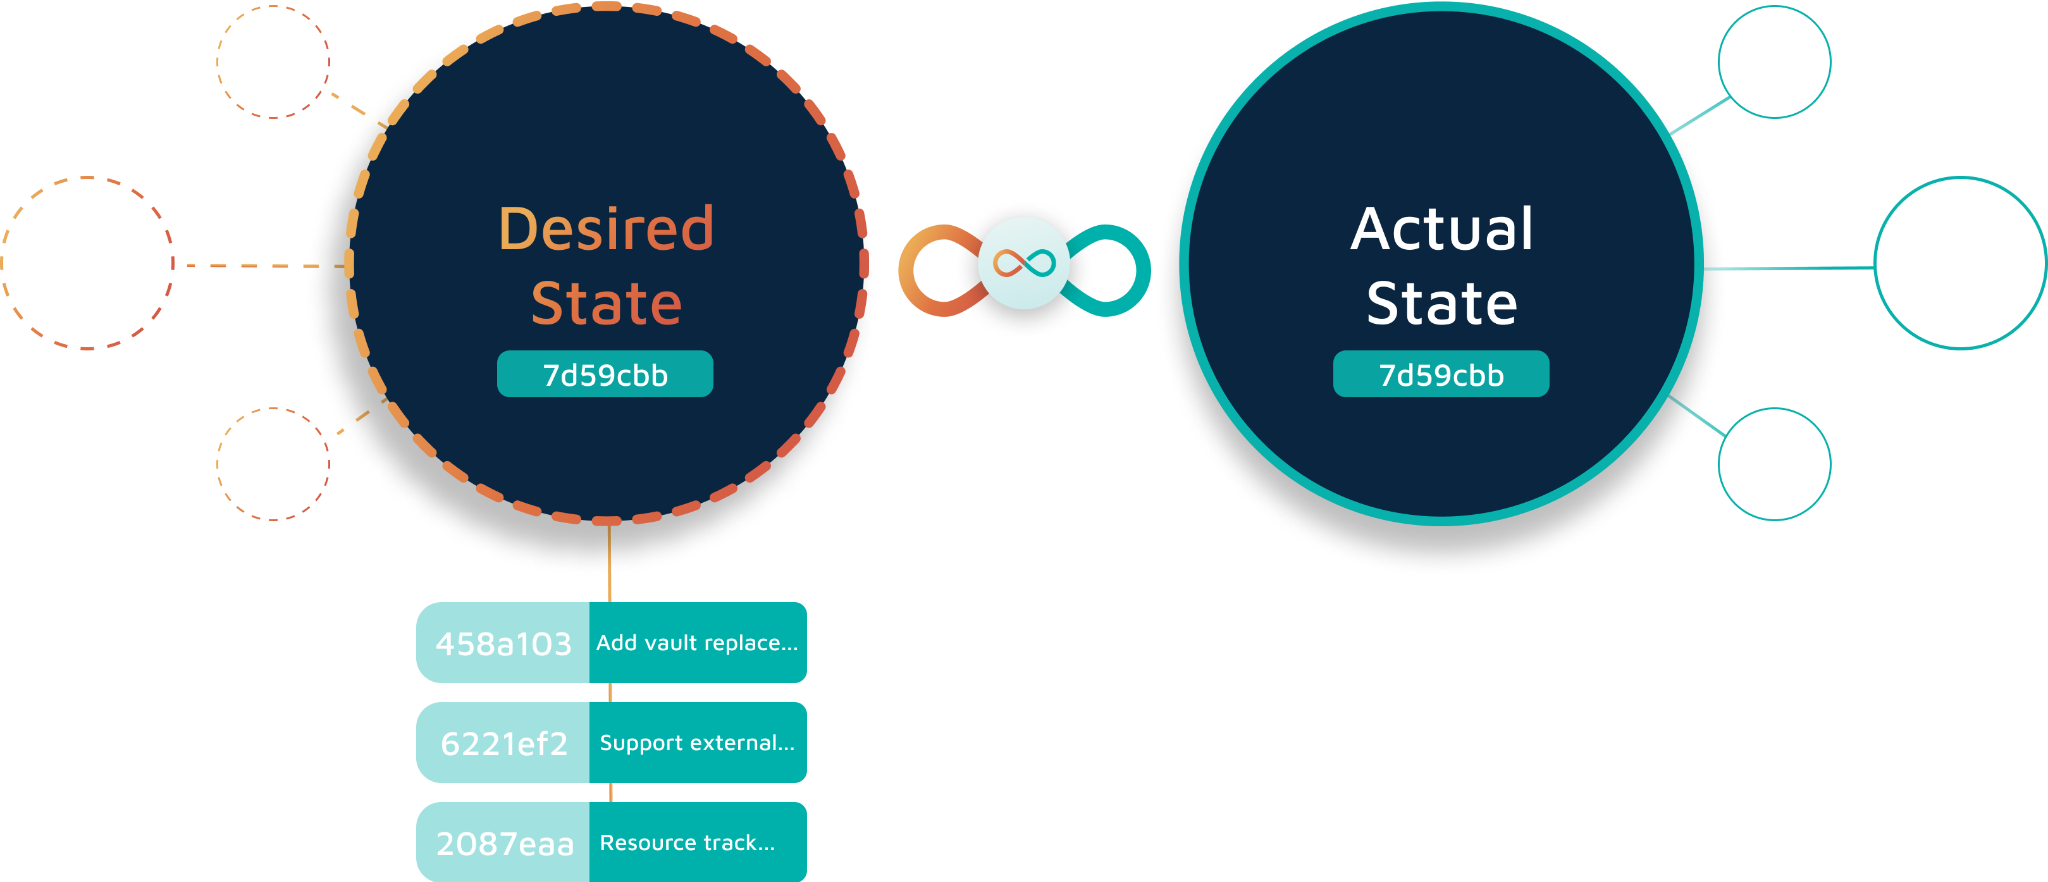 Desired
State
7d59cbb
Actual
State
7d59cbb
458a103 Add vault replace...
6221ef2 Support external...
2087eaa Resource track...